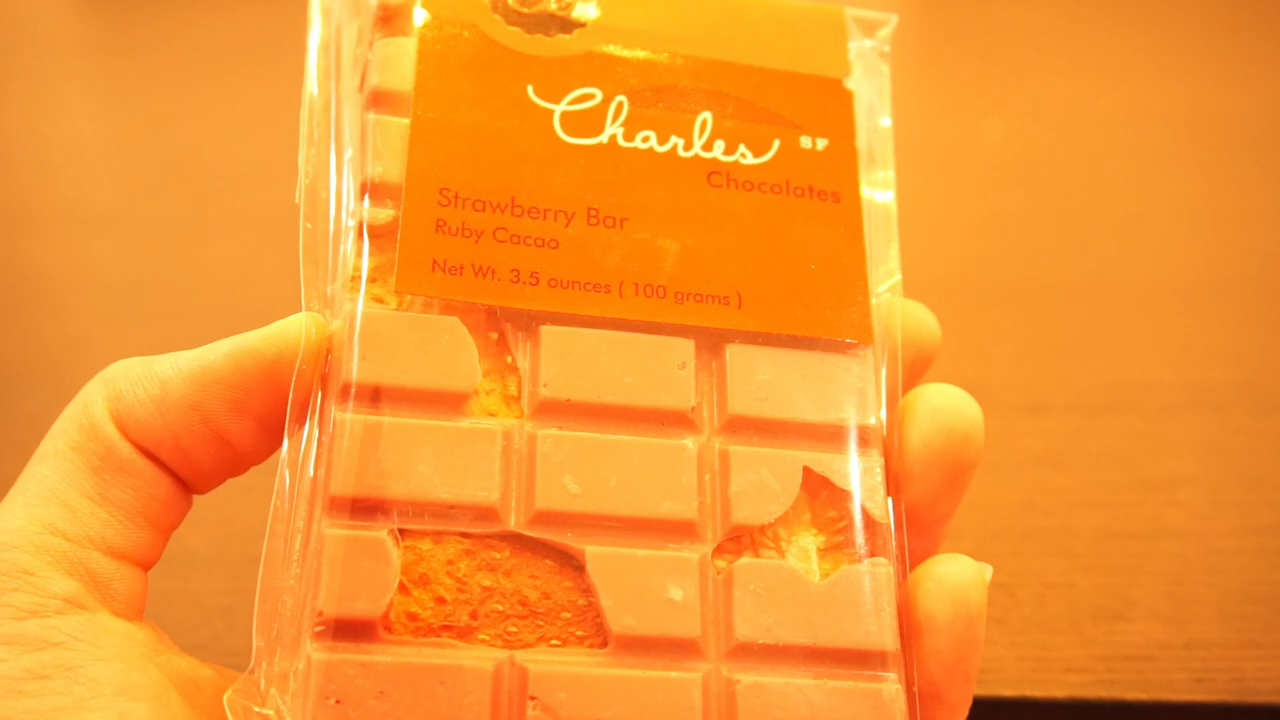 Charles SF
Chocolates
Strawberry Bar
Ruby Cacao
Net Wt. 3.5 ounces ( 100 grams )